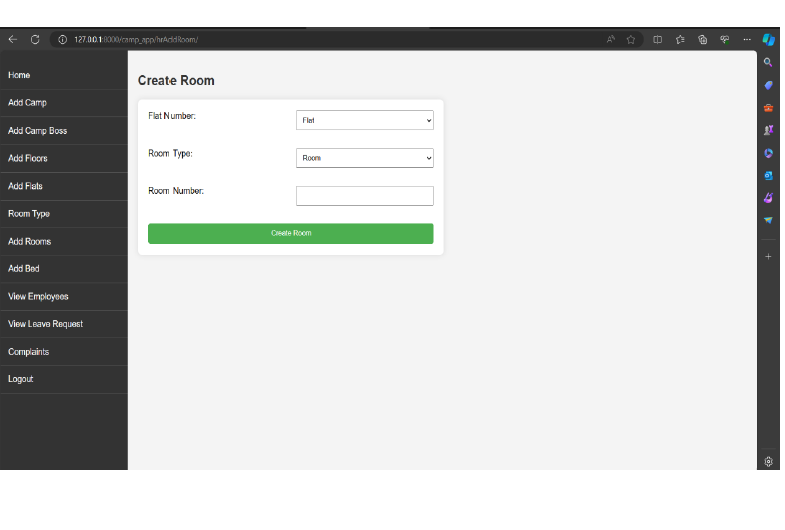 127.0.0.1:8000/camp_app/hrAddRoom/
Home
Add Camp
Add Camp Boss
Add Floors
Add Flats
Room Type
Add Rooms
Add Bed
View Employees
View Leave Request
Complaints
Logout
Create Room
Flat Number:
Flat
Room Type:
Room
Room Number:
Create Room